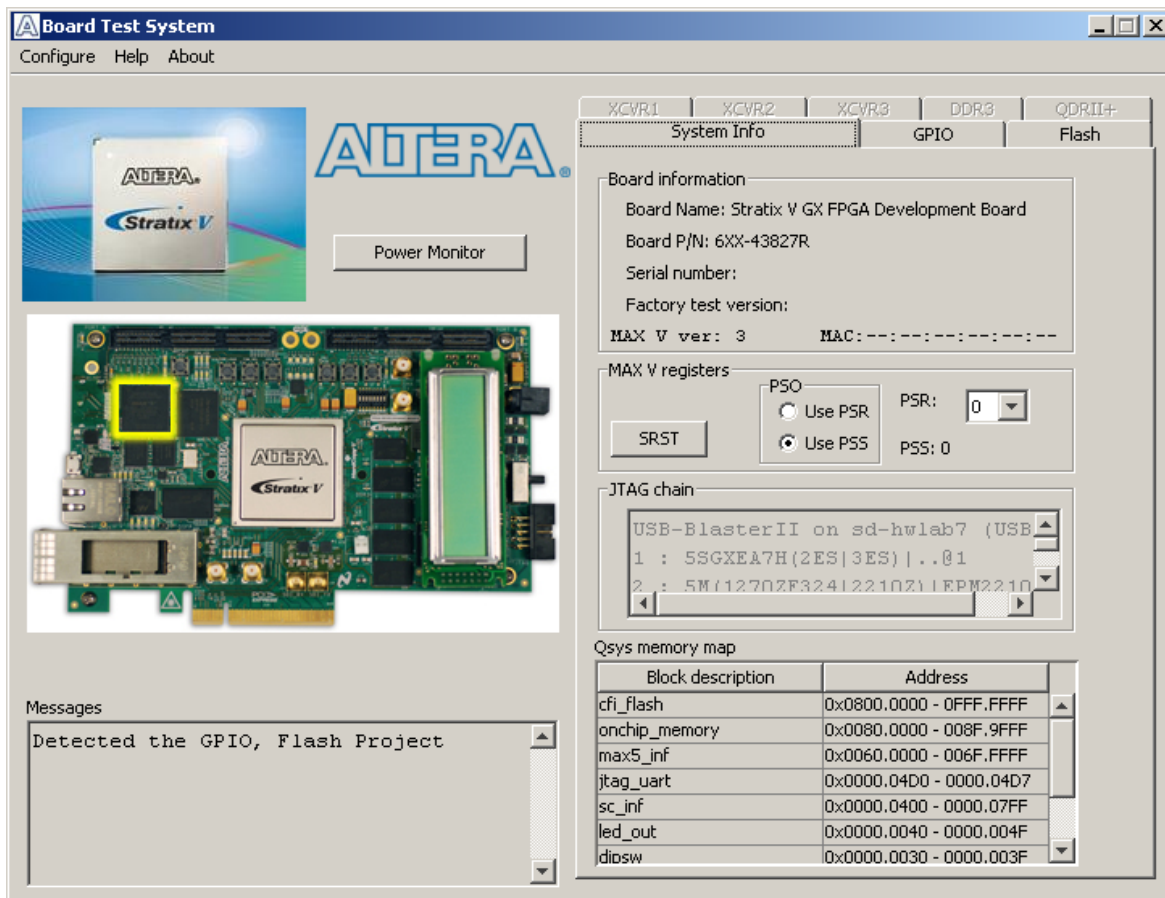 Board Test System
Configure Help About
ALTERA.
Stratix V
ALTERA®
Power Monitor
ALTERA.
Stratix V
Messages
Detected the GPIO, Flash Project
XCVR1 XCVR2 XCVR3 DDR3 QDRII+
System Info GPIO Flash
Board information
Board Name: Stratix V GX FPGA Development Board
Board P/N: 6XX-43827R
Serial number:
Factory test version:
MAX V ver: 3 MAC:--:--:--:--:--:--
MAX V registers
SRST
PSO
Use PSR
Use PSS
PSR: 0
PSS: 0
JTAG chain
USB-BlasterII on sd-hwlab7 (USB
1 : 5SGXEA7H(2ES|3ES)|..@1
2 : 5M(1270ZF324|2210Z)|EPM2210
Qsys memory map
Block description Address
cfi_flash 0x0800.0000 - 0FFF.FFFF
onchip_memory 0x0080.0000 - 008F.9FFF
max5_inf 0x0060.0000 - 006F.FFFF
jtag_uart 0x0000.04D0 - 0000.04D7
sc_inf 0x0000.0400 - 0000.07FF
led_out 0x0000.0040 - 0000.004F
dipsw 0x0000.0030 - 0000.003F